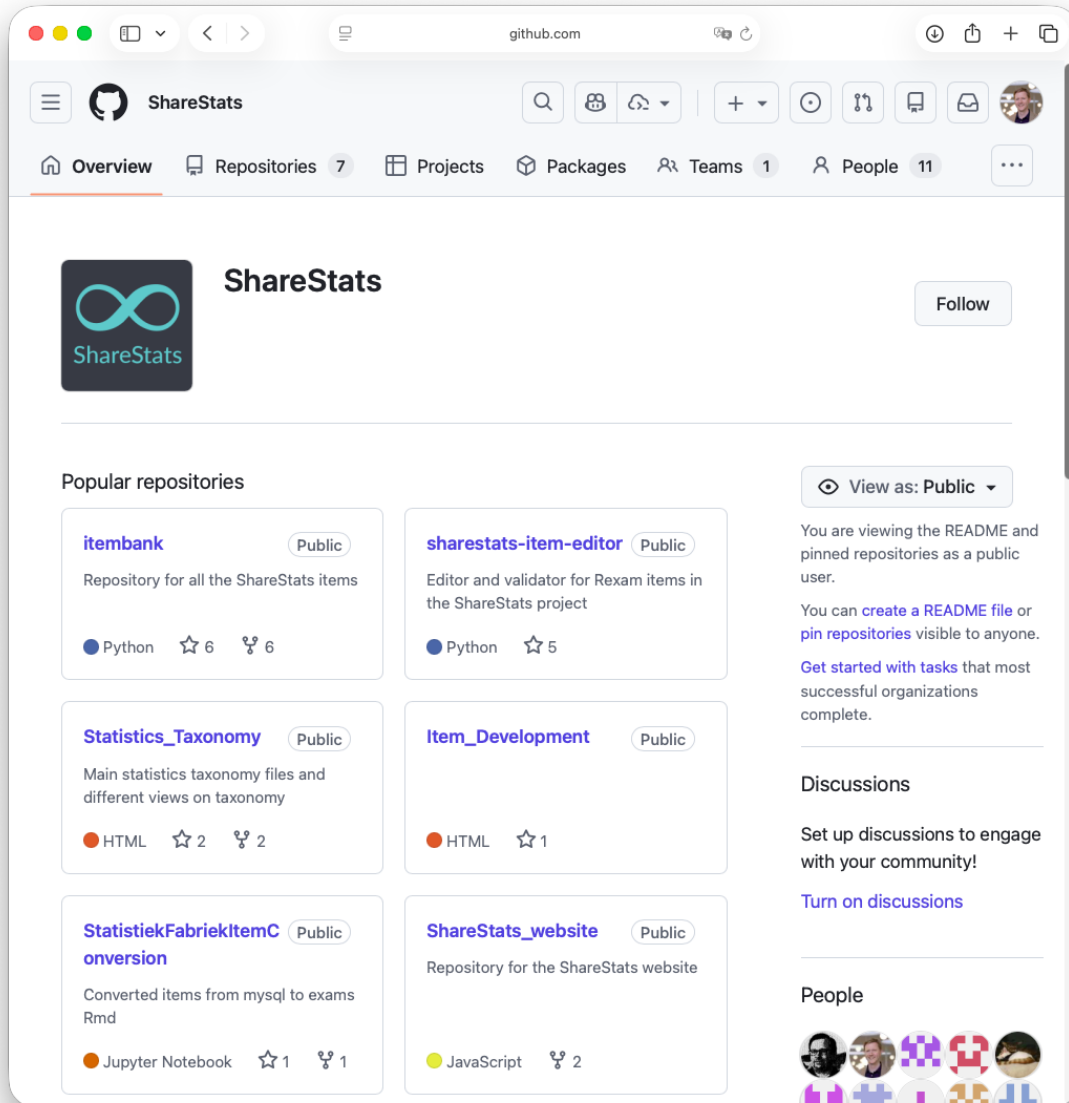 github.com
ShareStats
Overview Repositories 7 Projects Packages Teams 1 People 11
ShareStats
ShareStats
Follow
Popular repositories
View as: Public
You are viewing the README and
pinned repositories as a public
user.
You can create a README file or
pin repositories visible to anyone.
Get started with tasks that most
successful organizations
complete.
itembank Public
Repository for all the ShareStats items
Python 6 6
sharestats-item-editor Public
Editor and validator for Rexam items in
the ShareStats project
Python 5
Statistics_Taxonomy Public
Main statistics taxonomy files and
different views on taxonomy
HTML 2 2
Item_Development Public
HTML 1
StatistiekFabriekItemC Public
onversion
Converted items from mysql to exams
Rmd
Jupyter Notebook 1 1
ShareStats_website Public
Repository for the ShareStats website
JavaScript 2
Discussions
Set up discussions to engage
with your community!
Turn on discussions
People